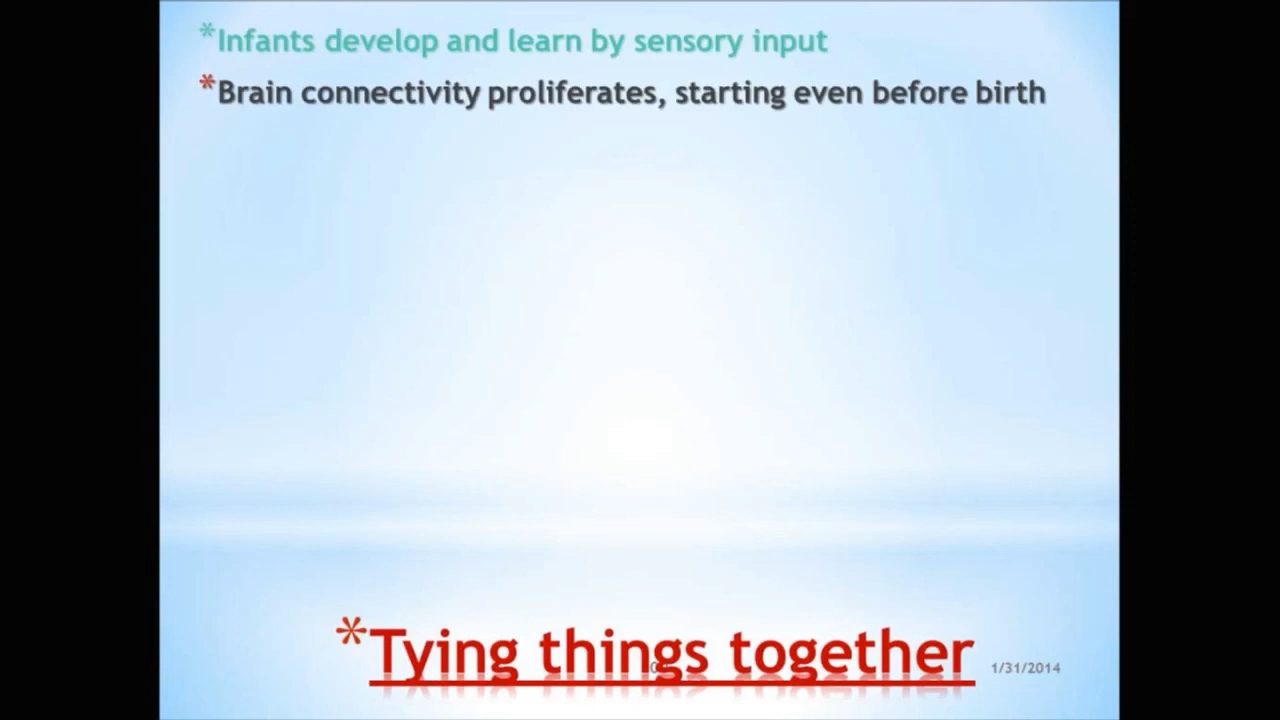 *Infants develop and learn by sensory input
*Brain connectivity proliferates, starting even before birth
*Tying things together
1/31/2014